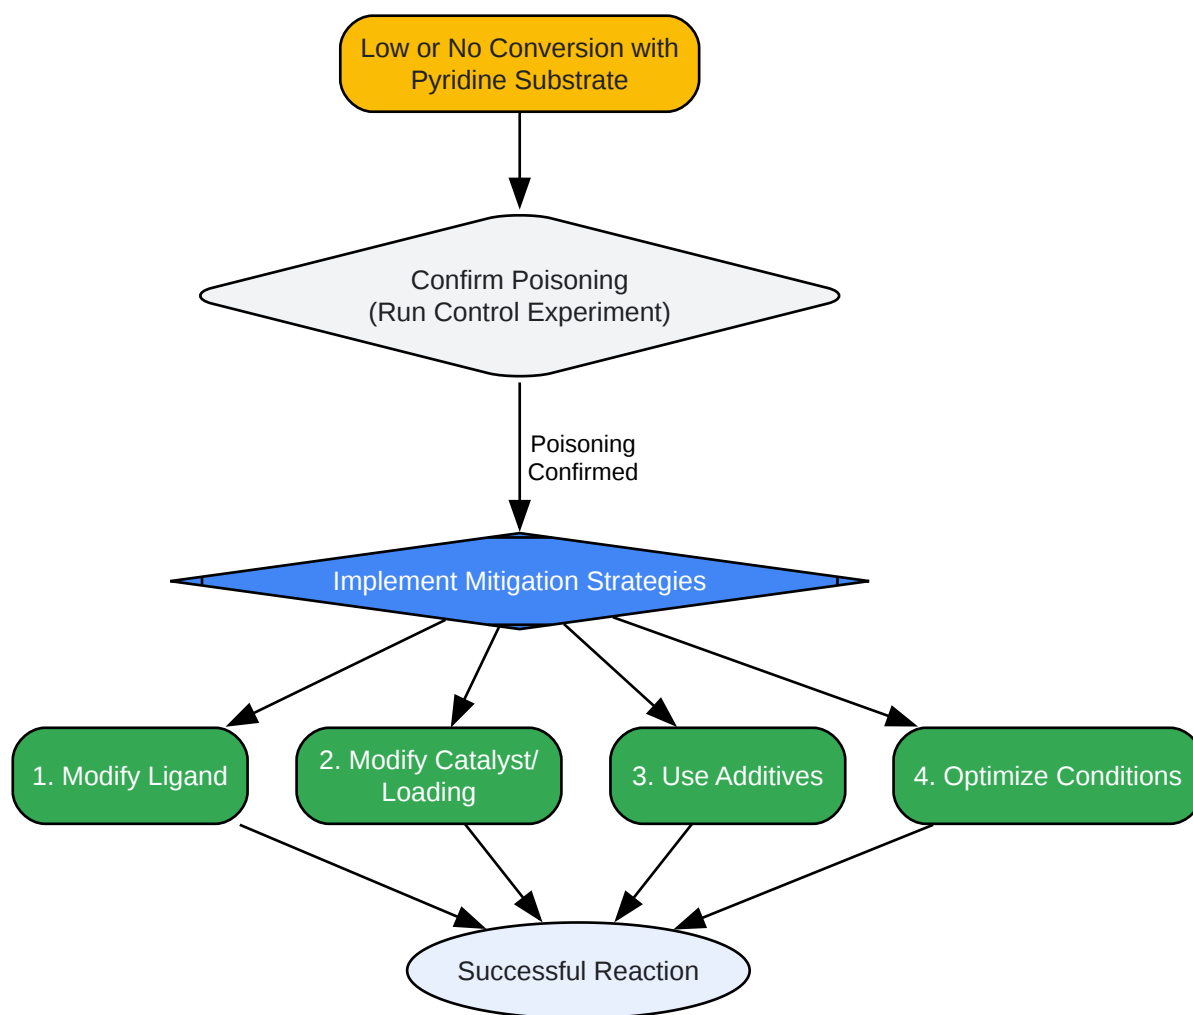 Low or No Conversion with
Pyridine Substrate
Confirm Poisoning
(Run Control Experiment)
Poisoning
Confirmed
Implement Mitigation Strategies
1. Modify Ligand
2. Modify Catalyst/
Loading
3. Use Additives
4. Optimize Conditions
Successful Reaction